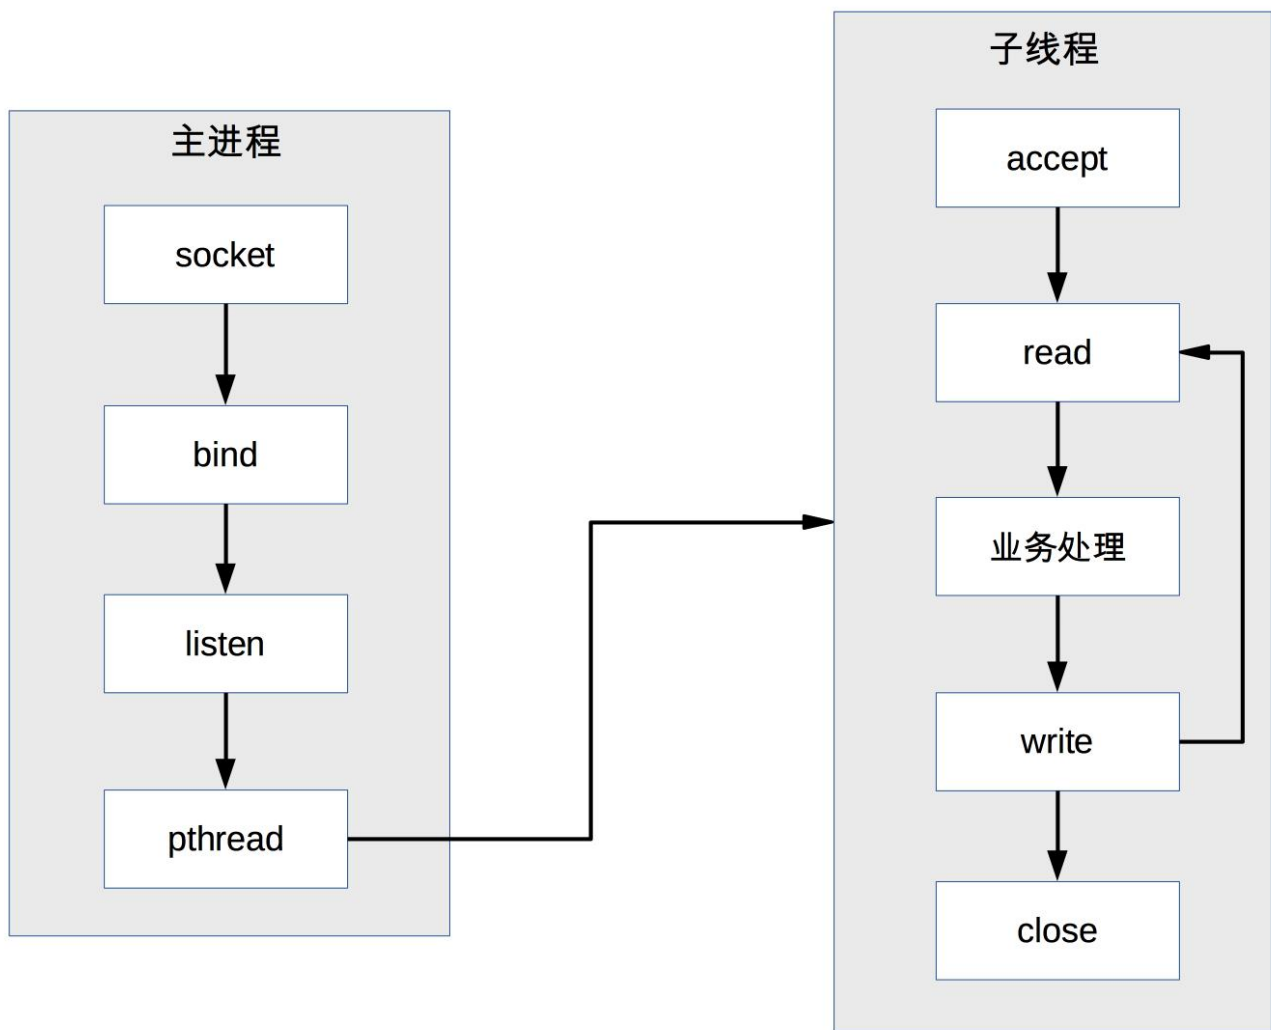 主进程
socket
bind
listen
pthread
子线程
accept
read
业务处理
write
close